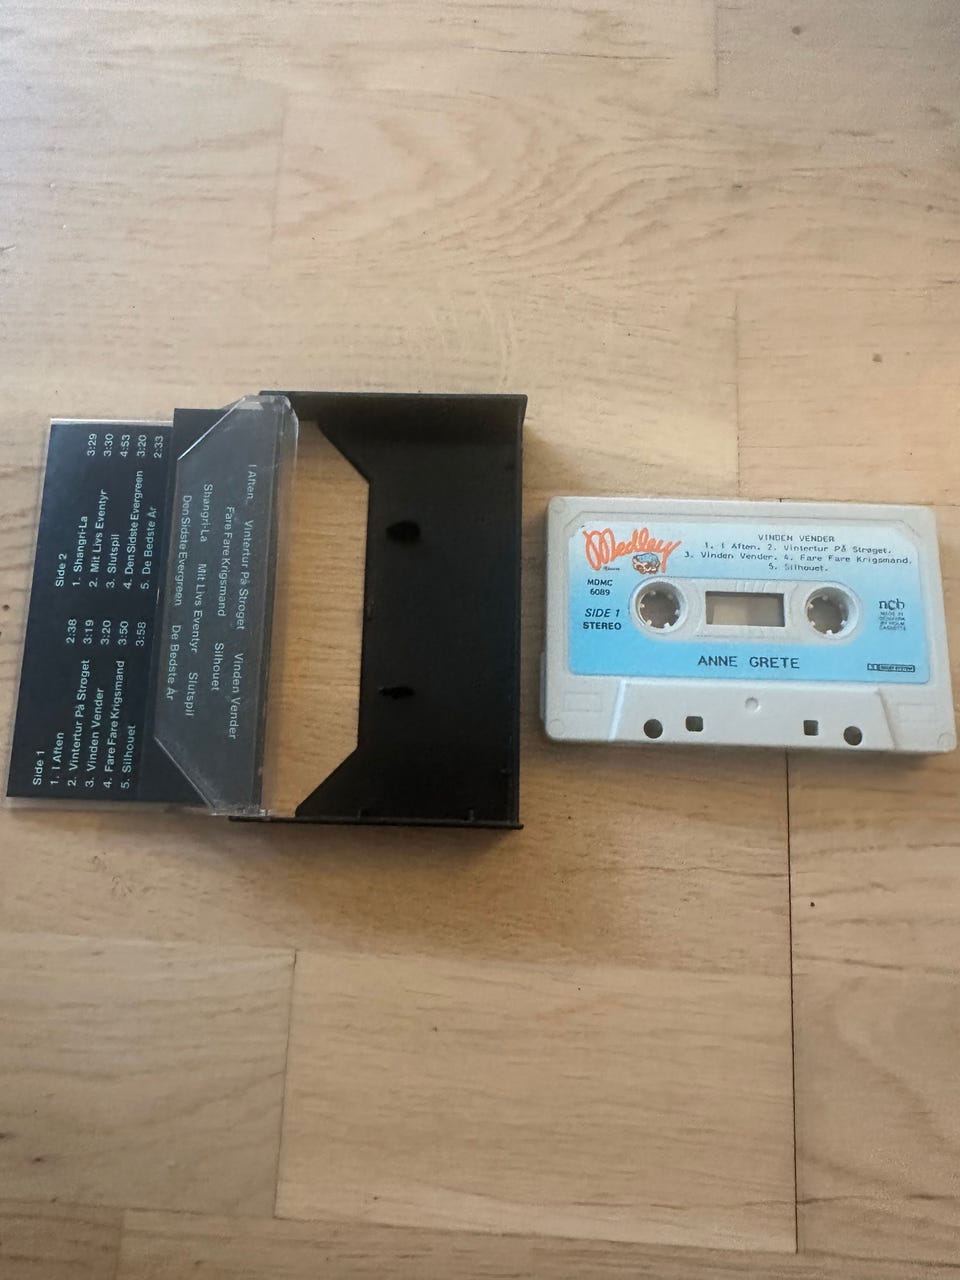 Side 1
1. I Aften 2:38
2. Vintertur På Strøget 3:19
3. Vinden Vender 3:20
4. Fare Fare Krigsmand 3:50
5. Silhouet 3:58
Side 2
1. Shangri-La 3:29
2. Mit Livs Eventyr 3:30
3. Slutspil 4:53
4. Den Sidste Evergreen 3:20
5. De Bedste År 2:33
I Aften Vintertur På Strøget Vinden Vender
Fare Fare Krigsmand Silhouet
Shangri-La Mit Livs Eventyr Slutspil
Den Sidste Evergreen De Bedste År
Medley
MDMC
6089
SIDE 1
STEREO
VINDEN VENDER
1. I Aften. 2. Vintertur På Strøget.
3. Vinden Vender. 4. Fare Fare Krigsmand.
5. Silhouet.
ncb
MADE IN
CASSETTE
ANNE GRETE